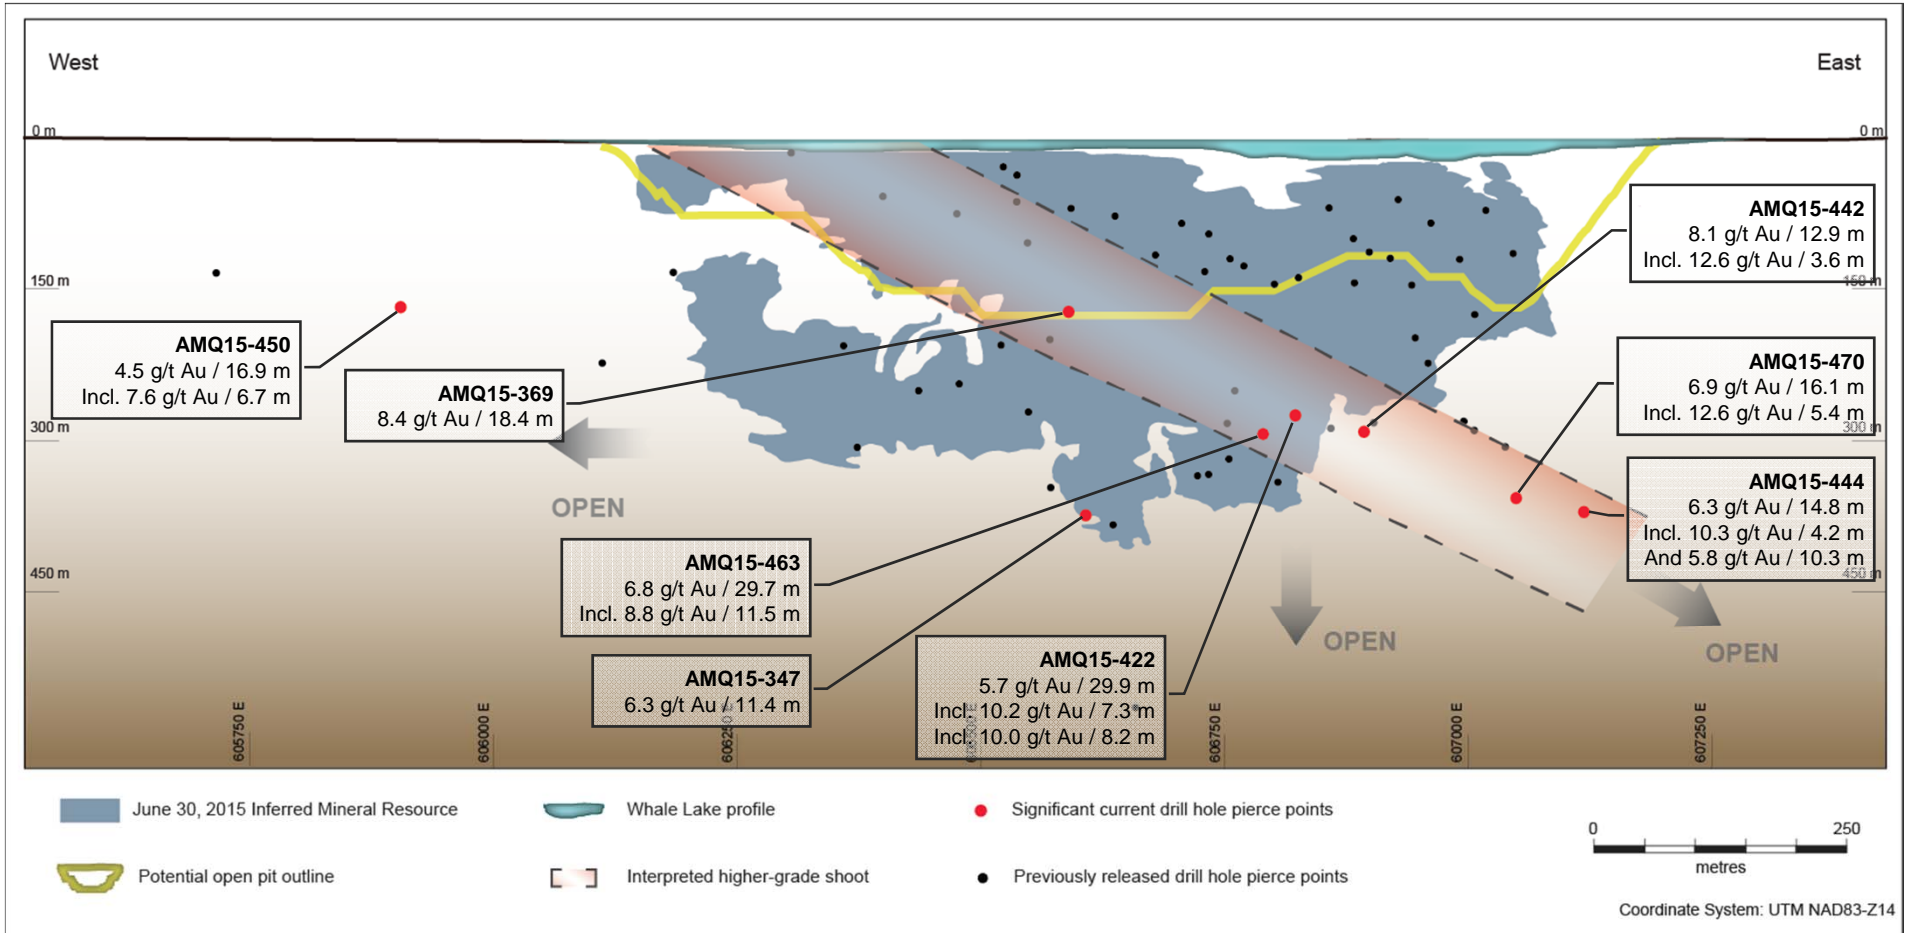 West
East
0 m
0 m
AMQ15-442
8.1 g/t Au / 12.9 m
Incl. 12.6 g/t Au / 3.6 m
150 m
150 m
AMQ15-450
4.5 g/t Au / 16.9 m
Incl. 7.6 g/t Au / 6.7 m
AMQ15-369
8.4 g/t Au / 18.4 m
AMQ15-470
6.9 g/t Au / 16.1 m
Incl. 12.6 g/t Au / 5.4 m
300 m
300 m
AMQ15-444
6.3 g/t Au / 14.8 m
Incl. 10.3 g/t Au / 4.2 m
And 5.8 g/t Au / 10.3 m
OPEN
450 m
450 m
AMQ15-463
6.8 g/t Au / 29.7 m
Incl. 8.8 g/t Au / 11.5 m
AMQ15-347
6.3 g/t Au / 11.4 m
AMQ15-422
5.7 g/t Au / 29.9 m
Incl. 10.2 g/t Au / 7.3 m
Incl. 10.0 g/t Au / 8.2 m
OPEN
OPEN
605750 E
606000 E
606250 E
606500 E
606750 E
607000 E
607250 E
June 30, 2015 Inferred Mineral Resource
Whale Lake profile
Significant current drill hole pierce points
Potential open pit outline
Interpreted higher-grade shoot
Previously released drill hole pierce points
0
250
metres
Coordinate System: UTM NAD83-Z14